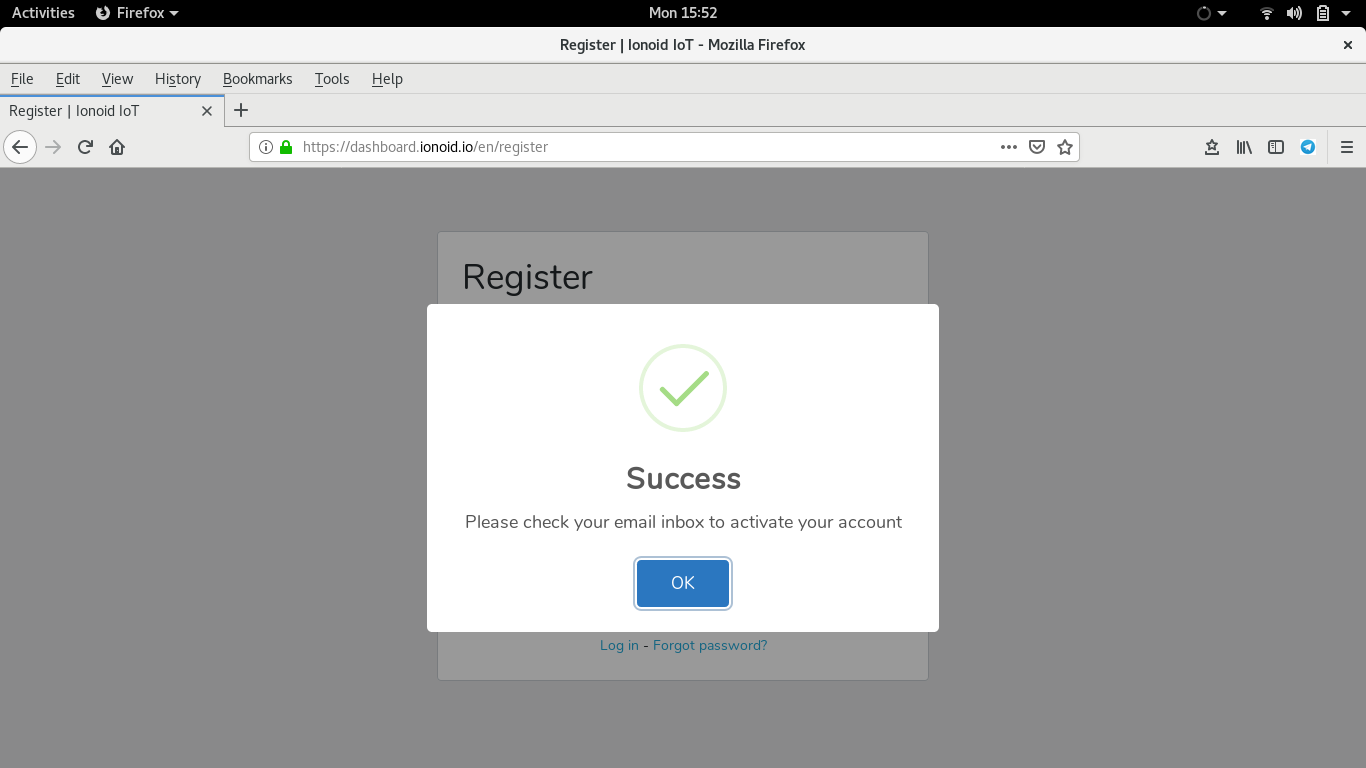 Activities Firefox Mon 15:52
Register | Ionoid IoT - Mozilla Firefox
File Edit View History Bookmarks Tools Help
Register | Ionoid IoT
https://dashboard.ionoid.io/en/register
Register
Success
Please check your email inbox to activate your account
OK
Log in - Forgot password?